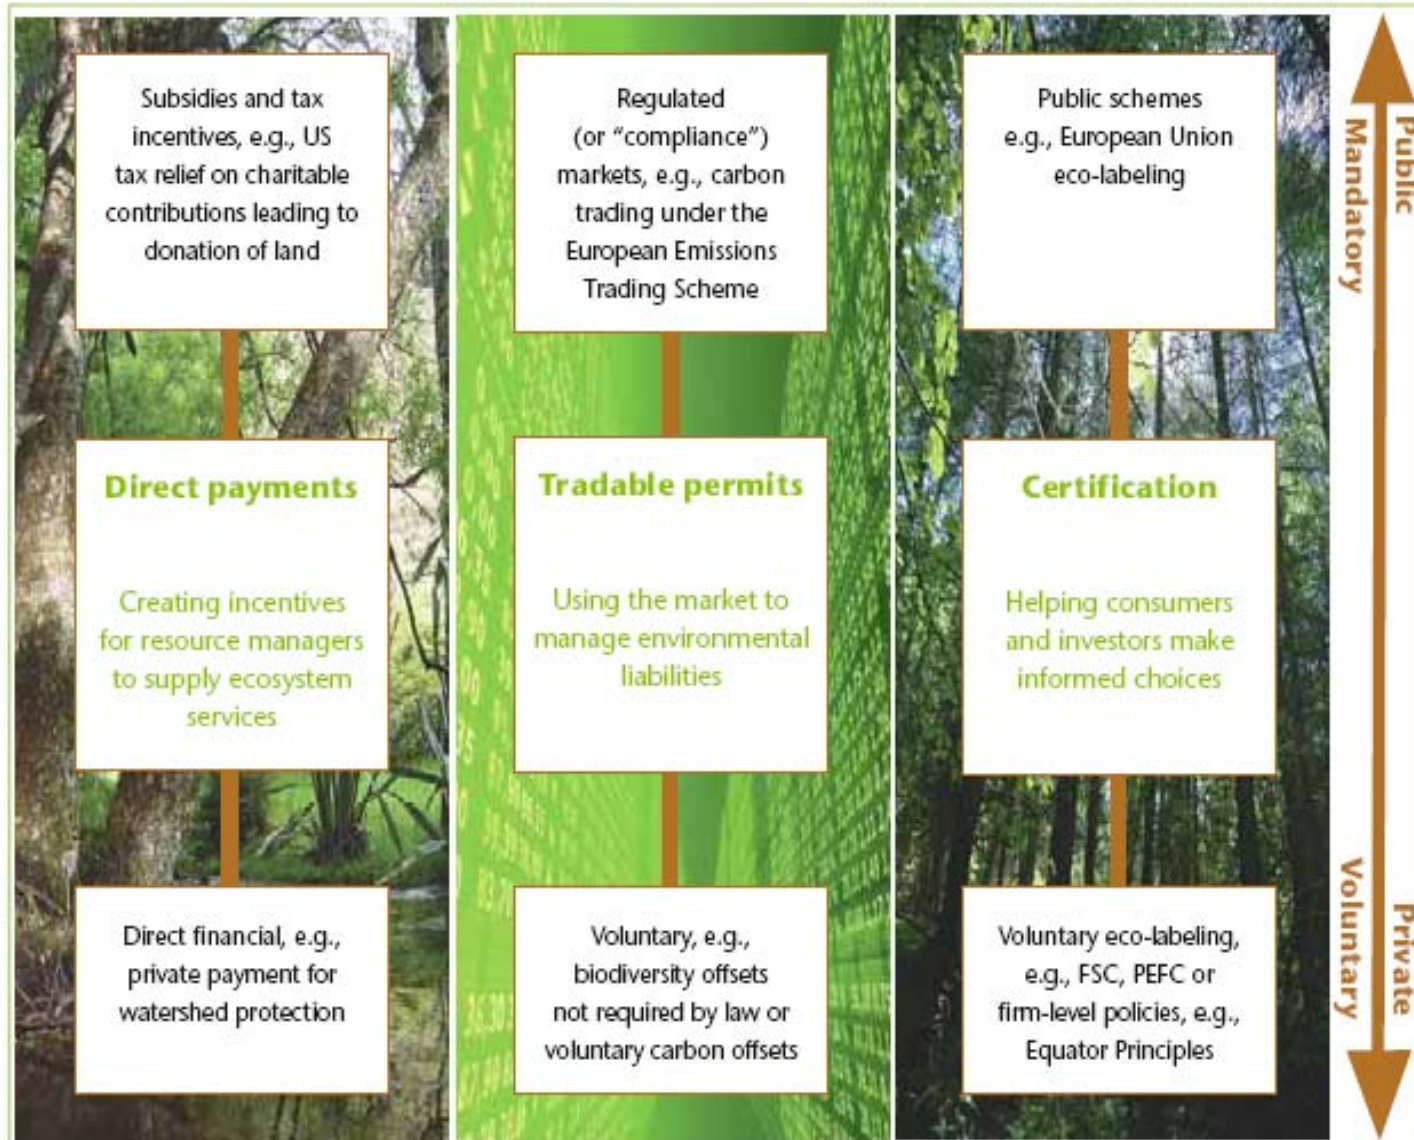 Subsidies and tax
incentives, e.g., US
tax relief on charitable
contributions leading to
donation of land
Direct payments
Creating incentives
for resource managers
to supply ecosystem
services
Direct financial, e.g.,
private payment for
watershed protection
Regulated
(or “compliance”)
markets, e.g., carbon
trading under the
European Emissions
Trading Scheme
Tradable permits
Using the market to
manage environmental
liabilities
Voluntary, e.g.,
biodiversity offsets
not required by law or
voluntary carbon offsets
Public schemes
e.g., European Union
eco-labeling
Certification
Helping consumers
and investors make
informed choices
Voluntary eco-labeling,
e.g., FSC, PEFC or
firm-level policies, e.g.,
Equator Principles
Public
Mandatory
Private
Voluntary